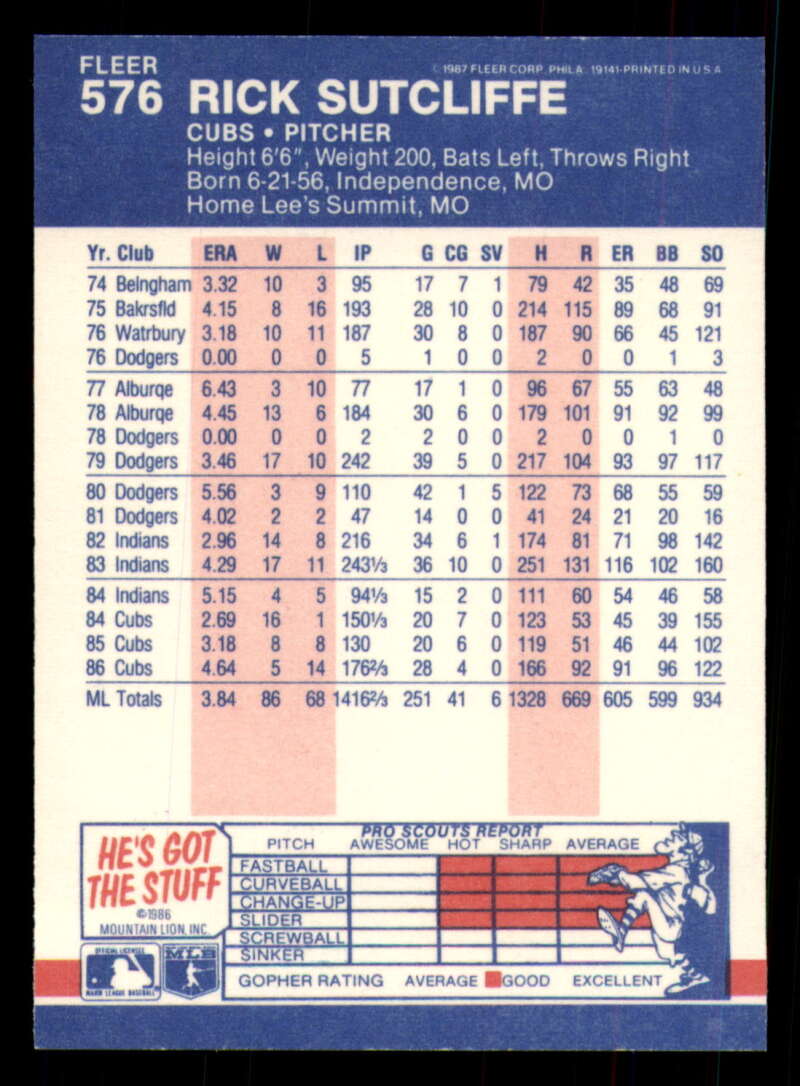 FLEER
576 RICK SUTCLIFFE
© 1987 FLEER CORP. PHILA. 19141-PRINTED IN U S A
CUBS • PITCHER
Height 6'6", Weight 200, Bats Left, Throws Right
Born 6-21-56, Independence, MO
Home Lee's Summit, MO
Yr. Club ERA W L IP G CG SV H R ER BB SO
74 Belngham 3.32 10 3 95 17 7 1 79 42 35 48 69
75 Bakrsfld 4.15 8 16 193 28 10 0 214 115 89 68 91
76 Watrbury 3.18 10 11 187 30 8 0 187 90 66 45 121
76 Dodgers 0.00 0 0 5 1 0 0 2 0 0 1 3
77 Alburqe 6.43 3 10 77 17 1 0 96 67 55 63 48
78 Alburqe 4.45 13 6 184 30 6 0 179 101 91 92 99
78 Dodgers 0.00 0 0 2 2 0 0 2 0 0 1 0
79 Dodgers 3.46 17 10 242 39 5 0 217 104 93 97 117
80 Dodgers 5.56 3 9 110 42 1 5 122 73 68 55 59
81 Dodgers 4.02 2 2 47 14 0 0 41 24 21 20 16
82 Indians 2.96 14 8 216 34 6 1 174 81 71 98 142
83 Indians 4.29 17 11 243⅓ 36 10 0 251 131 116 102 160
84 Indians 5.15 4 5 94⅓ 15 2 0 111 60 54 46 58
84 Cubs 2.69 16 1 150⅓ 20 7 0 123 53 45 39 155
85 Cubs 3.18 8 8 130 20 6 0 119 51 46 44 102
86 Cubs 4.64 5 14 176⅔ 28 4 0 166 92 91 96 122
ML Totals 3.84 86 68 1416⅔ 251 41 6 1328 669 605 599 934
HE'S GOT
THE STUFF
©1986
MOUNTAIN LION, INC.
OFFICIAL LICENSEE
MAJOR LEAGUE BASEBALL
MLB
PRO SCOUTS REPORT
PITCH AWESOME HOT SHARP AVERAGE
FASTBALL
CURVEBALL
CHANGE-UP
SLIDER
SCREWBALL
SINKER
GOPHER RATING AVERAGE GOOD EXCELLENT